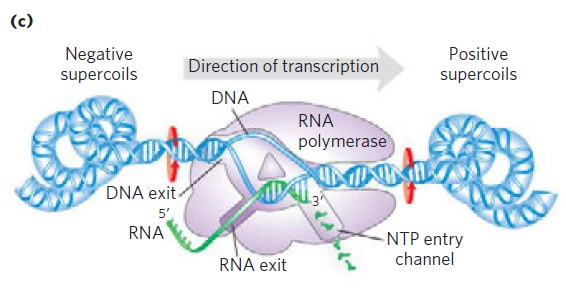 (c)
Negative
supercoils
Direction of transcription
Positive
supercoils
DNA
RNA
polymerase
DNA exit
5′
RNA
3′
RNA exit
NTP entry
channel